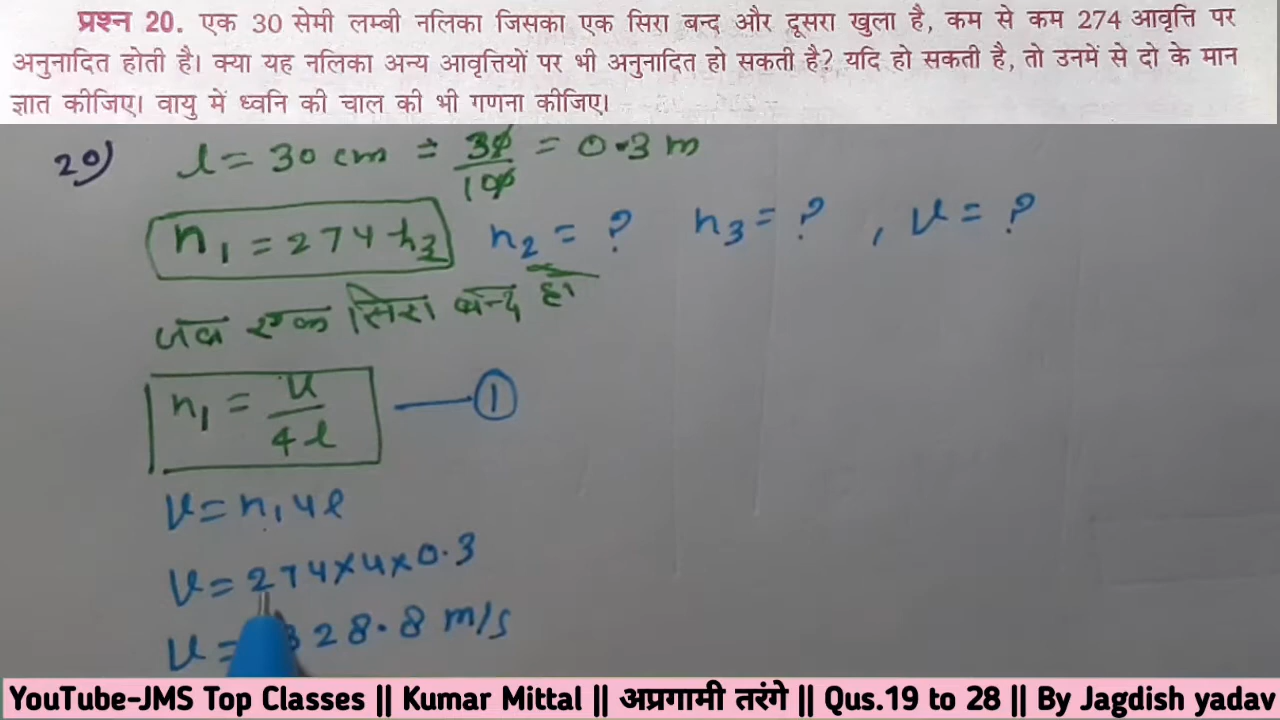 प्रश्न 20. एक 30 सेमी लम्बी नलिका जिसका एक सिरा बन्द और दूसरा खुला है, कम से कम 274 आवृत्ति पर
अनुनादित होती है। क्या यह नलिका अन्य आवृत्तियों पर भी अनुनादित हो सकती है? यदि हो सकती है, तो उनमें से दो के मान
ज्ञात कीजिए। वायु में ध्वनि की चाल की भी गणना कीजिए।
20) l = 30 cm = 30/100 = 0.3 m
n₁ = 274 hz n₂ = ? n₃ = ? , v = ?
जब एक सिरा बन्द हो
n₁ = v/4l — ①
v = n₁4l
v = 274×4×0.3
v = 328.8 m/s
YouTube-JMS Top Classes || Kumar Mittal || अप्रगामी तरंगे || Qus.19 to 28 || By Jagdish yadav